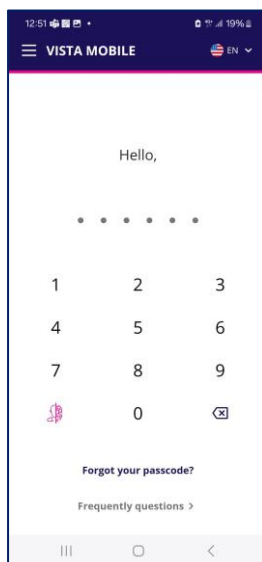 12:51
19%
VISTA MOBILE
EN
Hello,
1 2 3
4 5 6
7 8 9
0
Forgot your passcode?
Frequently questions >